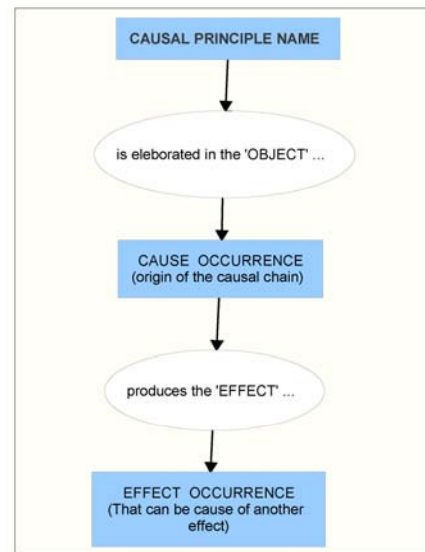 CAUSAL PRINCIPLE NAME
is eleborated in the 'OBJECT' ...
CAUSE OCCURRENCE
(origin of the causal chain)
produces the 'EFFECT' ...
EFFECT OCCURRENCE
(That can be cause of another
effect)